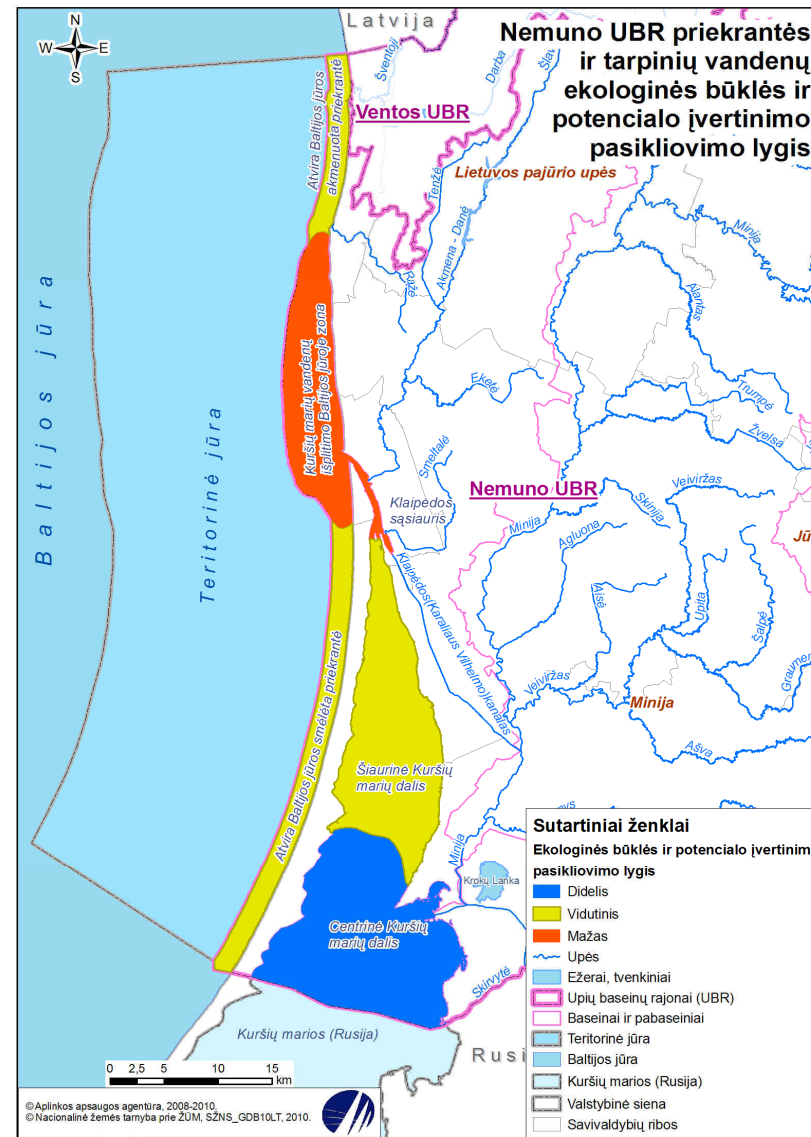 Nemuno UBR priekrantės
ir tarpinių vandenų
ekologinės būklės ir
potencialo įvertinimo
pasikliovimo lygis
N
W
E
S
Latvija
Šventoji
Darba
Ventos UBR
Atvira Baltijos jūros
akmenuota priekrantė
Tenžė
Lietuvos pajūrio upės
Akmena - Danė
Ražė
Minija
Alantas
Baltijos jūra
Teritorinė jūra
Kuršių marių vandenų
išplitimo Baltijos jūroje zona
Eketė
Smeltalė
Trumpė
Žvelsa
Klaipėdos
sąsiauris
Nemuno UBR
Veiviržas
Skinija
Minija
Agluona
Aisė
Upita
Šalpė
Klaipėdos(Karaliaus Vilhelmo)kanalas
Veiviržas
Minija
Ašva
Atvira Baltijos jūros smėlėta priekrantė
Šiaurinė Kuršių
marių dalis
Minija
Krokų Lanka
Centrinė Kuršių
marių dalis
Skirvytė
Kuršių marios (Rusija)
Rusi
0 2,5 5 10 15
km
Sutartiniai ženklai
Ekologinės būklės ir potencialo įvertinim
pasikliovimo lygis
Didelis
Vidutinis
Mažas
Upės
Ežerai, tvenkiniai
Upių baseinų rajonai (UBR)
Baseinai ir pabaseiniai
Teritorinė jūra
Baltijos jūra
Kuršių marios (Rusija)
Valstybinė siena
Savivaldybių ribos
© Aplinkos apsaugos agentūra, 2008-2010.
© Nacionalinė žemės tarnyba prie ŽŪM, SŽNS_GDB10LT, 2010.